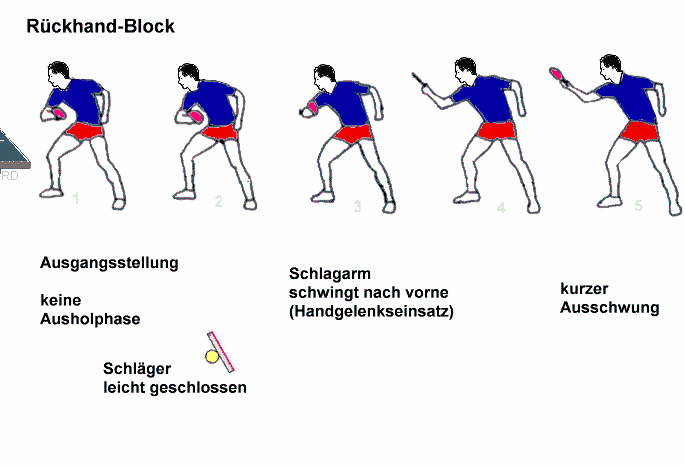 Rückhand-Block
RD
1
2
3
4
5
Ausgangsstellung
keine
Ausholphase
Schläger
leicht geschlossen
Schlagarm
schwingt nach vorne
(Handgelenkseinsatz)
kurzer
Ausschwung